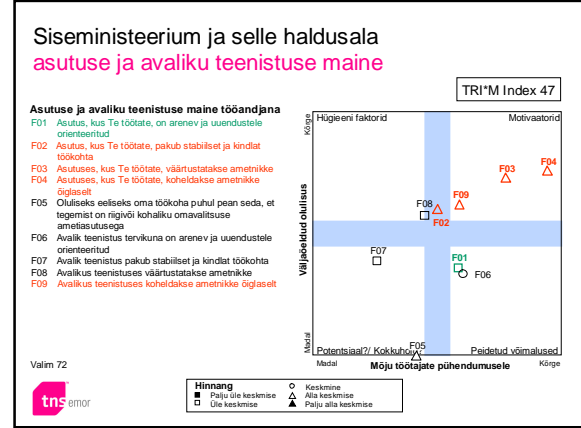 Siseministeerium ja selle haldusala
asutuse ja avaliku teenistuse maine
TRI*M Index 47
Asutuse ja avaliku teenistuse maine tööandjana
F01 Asutus, kus Te töötate, on arenev ja uuendustele
orienteeritud
F02 Asutus, kus Te töötate, pakub stabiilset ja kindlat
töökohta
F03 Asutuses, kus Te töötate, väärtustatakse ametnikke
F04 Asutuses, kus Te töötate, koheldakse ametnikke
õiglaselt
F05 Oluliseks eeliseks oma töökoha puhul pean seda, et
tegemist on riigivõi kohaliku omavalitsuse
ametiasutusega
F06 Avalik teenistus tervikuna on arenev ja uuendustele
orienteeritud
F07 Avalik teenistus pakub stabiilset ja kindlat töökohta
F08 Avalikus teenistuses väärtustatakse ametnikke
F09 Avalikus teenistuses koheldakse ametnikke õiglaselt
Valim 72
Kõrge
Väljaöeldud olulisus
Madal
Hügieeni faktorid
Motivaatorid
F04
F03
F09
F08
F02
F07
F01
F06
F05
Potentsiaal?/ Kokkuho
Peidetud võimalused
Madal
Mõju töötajate pühendumusele
Kõrge
Hinnang
Palju üle keskmise
Üle keskmise
Keskmine
Alla keskmise
Palju alla keskmise
tns emor